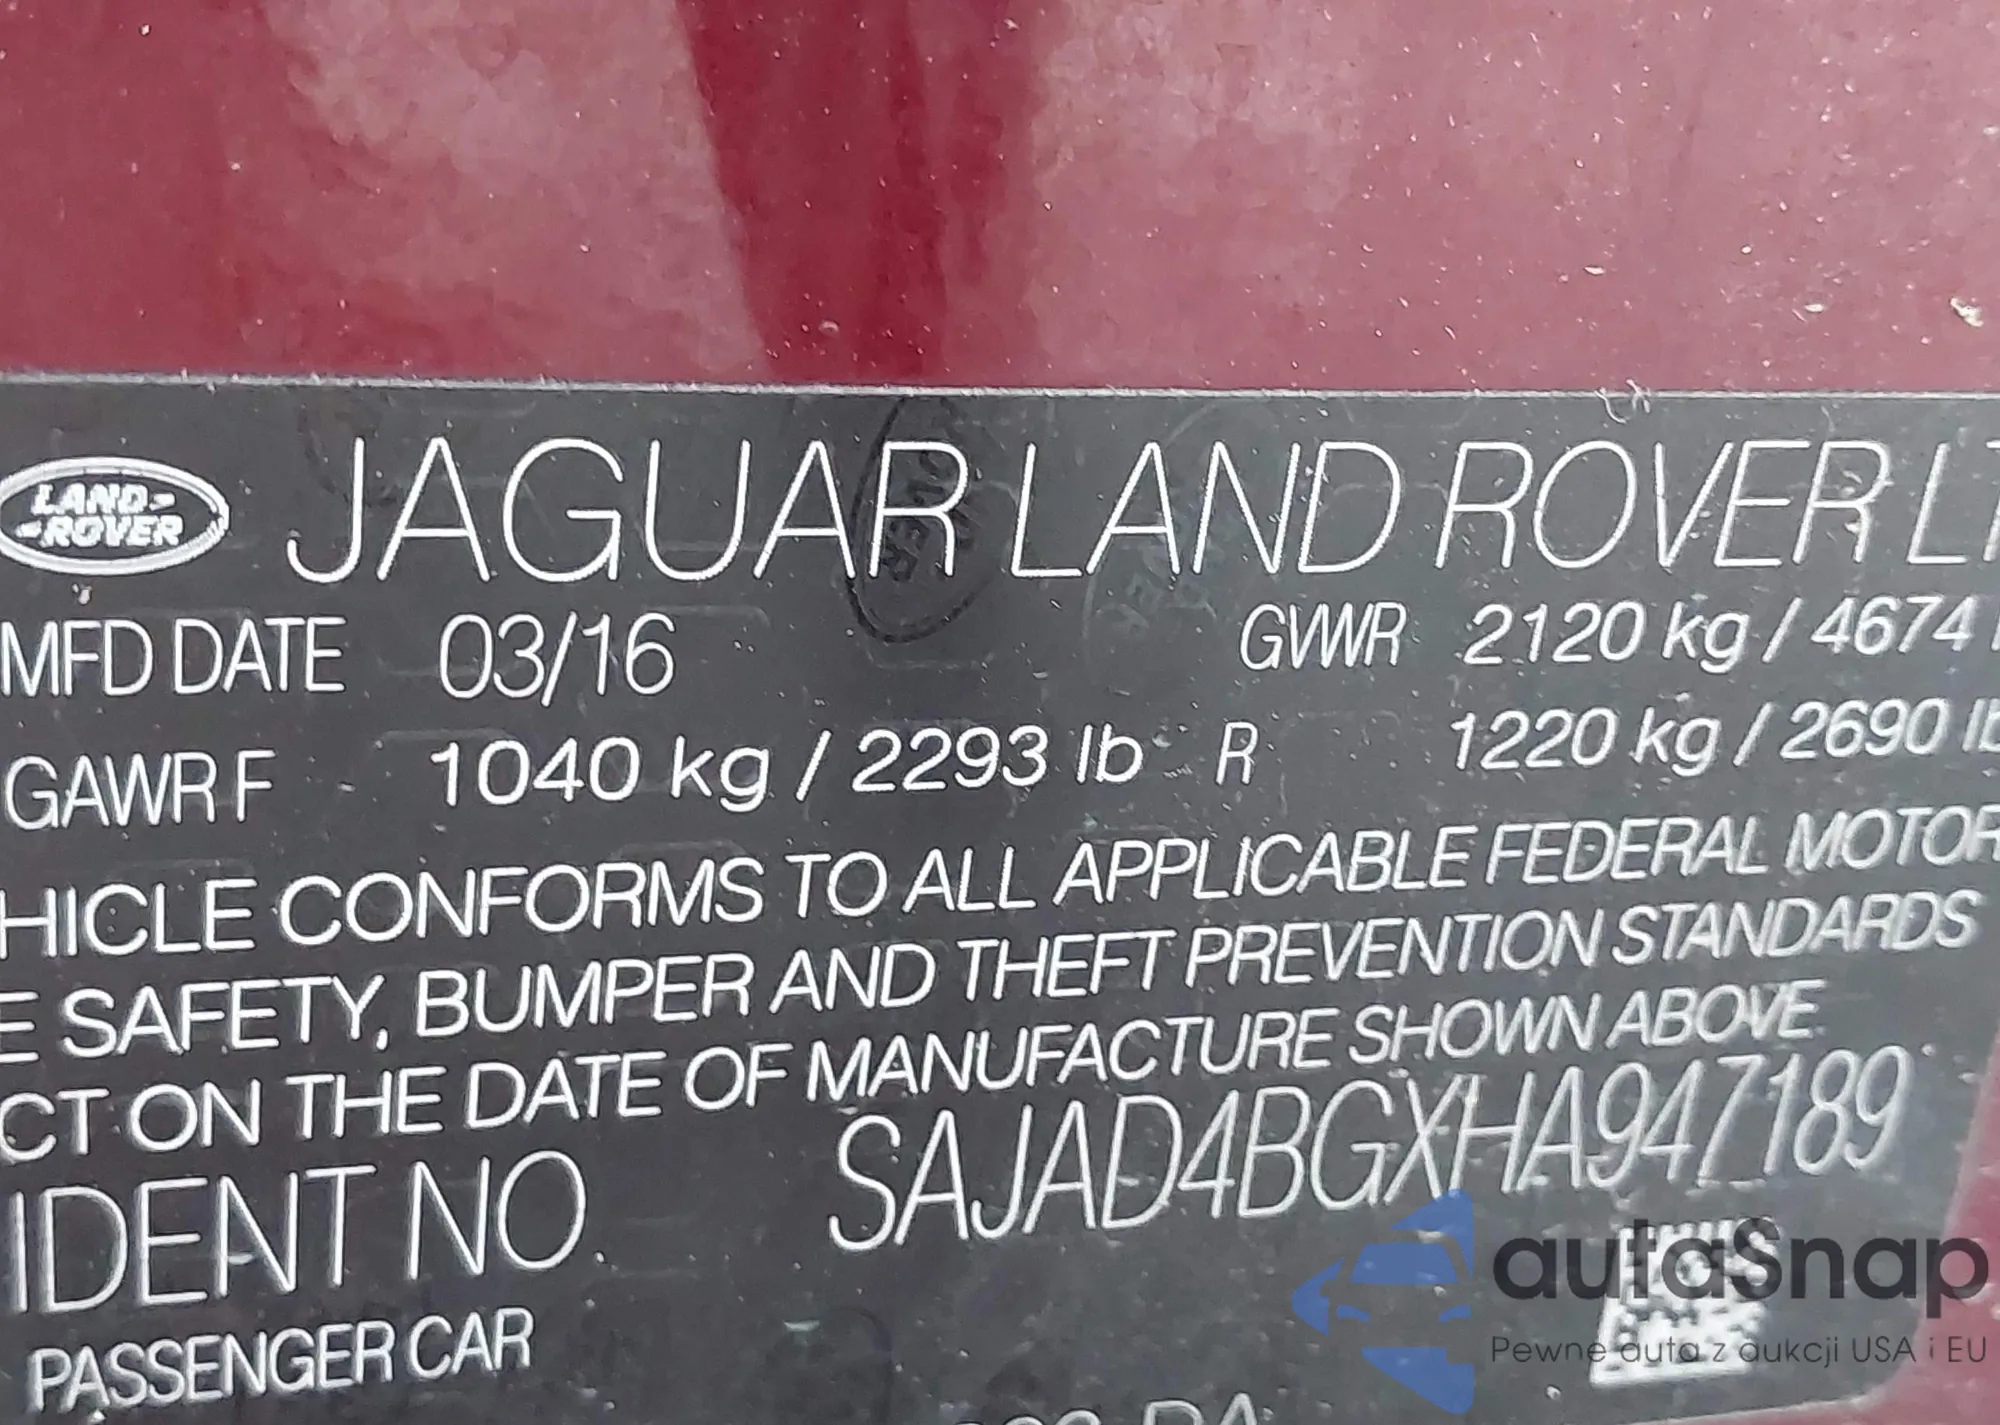 LAND-
-ROVER
JAGUAR LAND ROVER LT
MFD DATE 03/16 GVWR 2120 kg / 4674
GAWR F 1040 kg / 2293 lb R 1220 kg / 2690 lb
HICLE CONFORMS TO ALL APPLICABLE FEDERAL MOTOR
E SAFETY, BUMPER AND THEFT PREVENTION STANDARDS
CT ON THE DATE OF MANUFACTURE SHOWN ABOVE
IDENT NO. SAJAD4BGXHA947189
PASSENGER CAR
autaSnap
Pewne auta z aukcji USA i EU